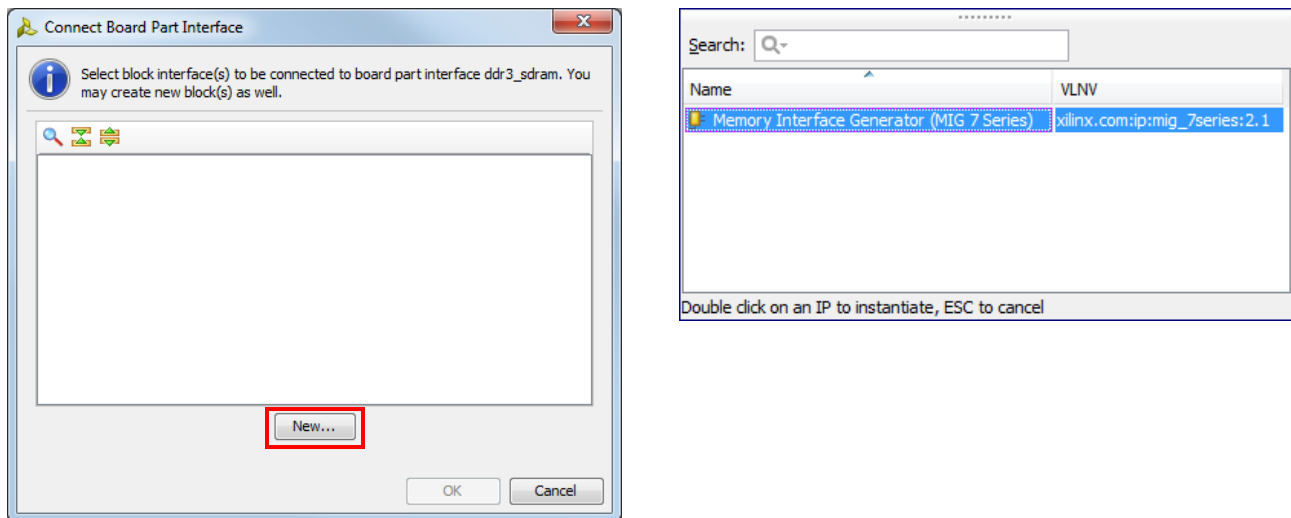 Connect Board Part Interface
Select block interface(s) to be connected to board part interface ddr3_sdram. You
may create new block(s) as well.
New...
OK
Cancel
Search:
Name
VLNV
Memory Interface Generator (MIG 7 Series)
xilinx.com:ip:mig_7series:2.1
Double click on an IP to instantiate, ESC to cancel